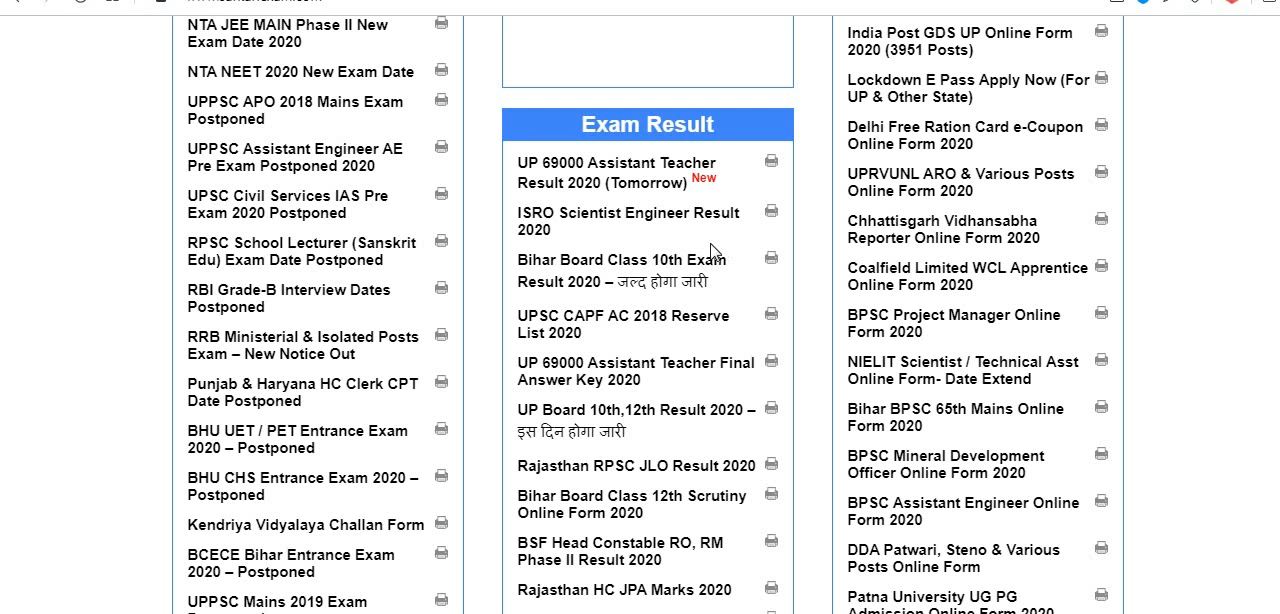 NTA JEE MAIN Phase II New
Exam Date 2020
NTA NEET 2020 New Exam Date
UPPSC APO 2018 Mains Exam
Postponed
UPPSC Assistant Engineer AE
Pre Exam Postponed 2020
UPSC Civil Services IAS Pre
Exam 2020 Postponed
RPSC School Lecturer (Sanskrit
Edu) Exam Date Postponed
RBI Grade-B Interview Dates
Postponed
RRB Ministerial & Isolated Posts
Exam – New Notice Out
Punjab & Haryana HC Clerk CPT
Date Postponed
BHU UET / PET Entrance Exam
2020 – Postponed
BHU CHS Entrance Exam 2020 –
Postponed
Kendriya Vidyalaya Challan Form
BCECE Bihar Entrance Exam
2020 – Postponed
UPPSC Mains 2019 Exam
Exam Result
UP 69000 Assistant Teacher
Result 2020 (Tomorrow) New
ISRO Scientist Engineer Result
2020
Bihar Board Class 10th Exam
Result 2020 – जल्द होगा जारी
UPSC CAPF AC 2018 Reserve
List 2020
UP 69000 Assistant Teacher Final
Answer Key 2020
UP Board 10th,12th Result 2020 –
इस दिन होगा जारी
Rajasthan RPSC JLO Result 2020
Bihar Board Class 12th Scrutiny
Online Form 2020
BSF Head Constable RO, RM
Phase II Result 2020
Rajasthan HC JPA Marks 2020
India Post GDS UP Online Form
2020 (3951 Posts)
Lockdown E Pass Apply Now (For
UP & Other State)
Delhi Free Ration Card e-Coupon
Online Form 2020
UPRVUNL ARO & Various Posts
Online Form 2020
Chhattisgarh Vidhansabha
Reporter Online Form 2020
Coalfield Limited WCL Apprentice
Online Form 2020
BPSC Project Manager Online
Form 2020
NIELIT Scientist / Technical Asst
Online Form- Date Extend
Bihar BPSC 65th Mains Online
Form 2020
BPSC Mineral Development
Officer Online Form 2020
BPSC Assistant Engineer Online
Form 2020
DDA Patwari, Steno & Various
Posts Online Form
Patna University UG PG
Admission Online Form 2020